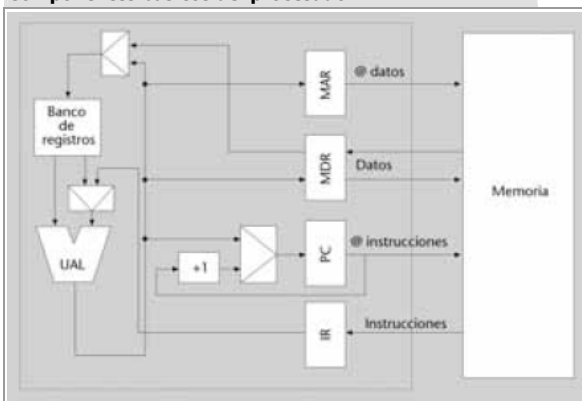 Banco
de
registros
UAL
+1
MAR
MDR
PC
IR
@ datos
Datos
@ instrucciones
Instrucciones
Memoria